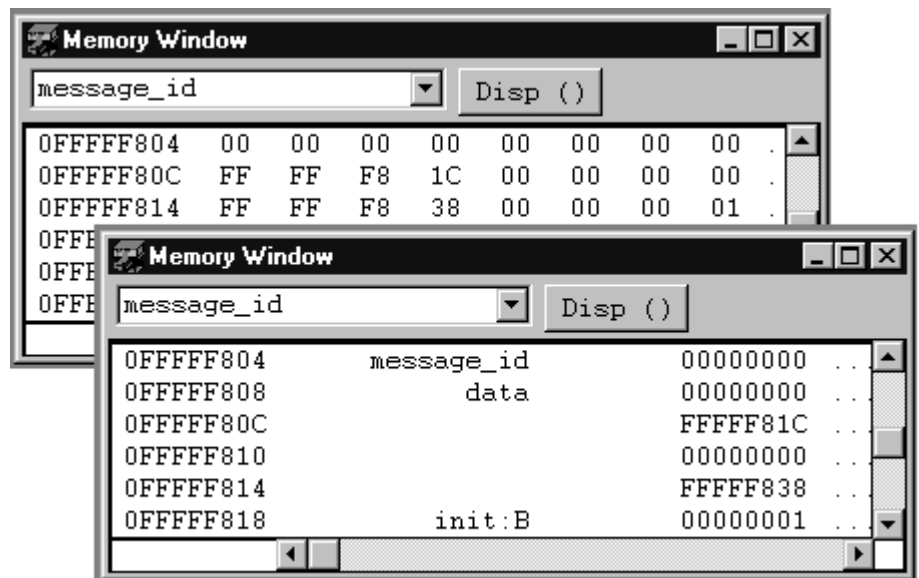 Memory Window
message_id Disp ()
0FFFFF804 00 00 00 00 00 00 00 00 .
0FFFFF80C FF FF F8 1C 00 00 00 00 .
0FFFFF814 FF FF F8 38 00 00 00 01 .
Memory Window
message_id Disp ()
0FFFFF804 message_id 00000000 ...
0FFFFF808 data 00000000 ...
0FFFFF80C FFFFF81C ...
0FFFFF810 00000000 ...
0FFFFF814 FFFFF838 ...
0FFFFF818 init:B 00000001 ...